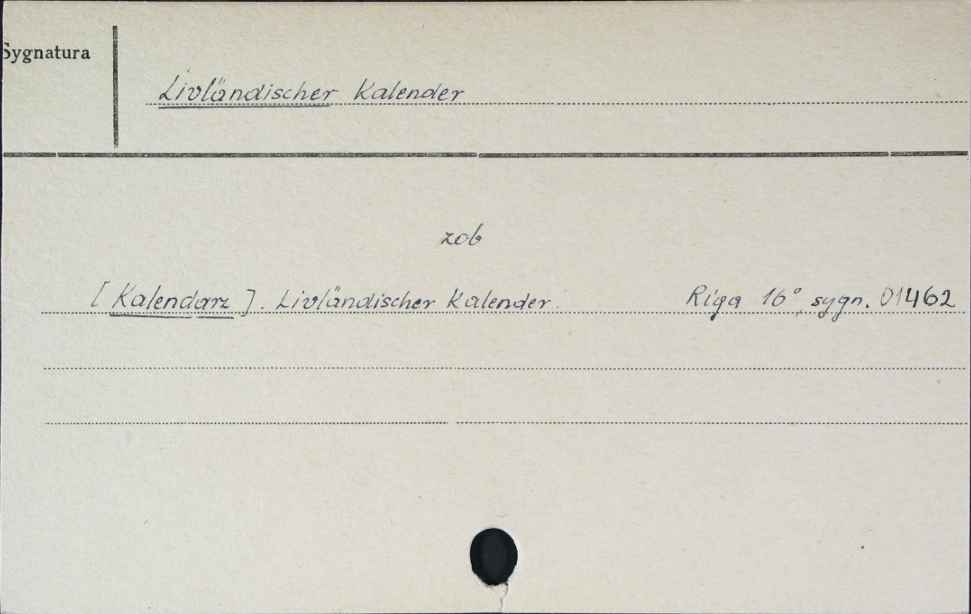 Sygnatura
Livländischer Kalender
zob
[Kalendarz]. Livländischer Kalender. Riga 16°, sygn. 01462